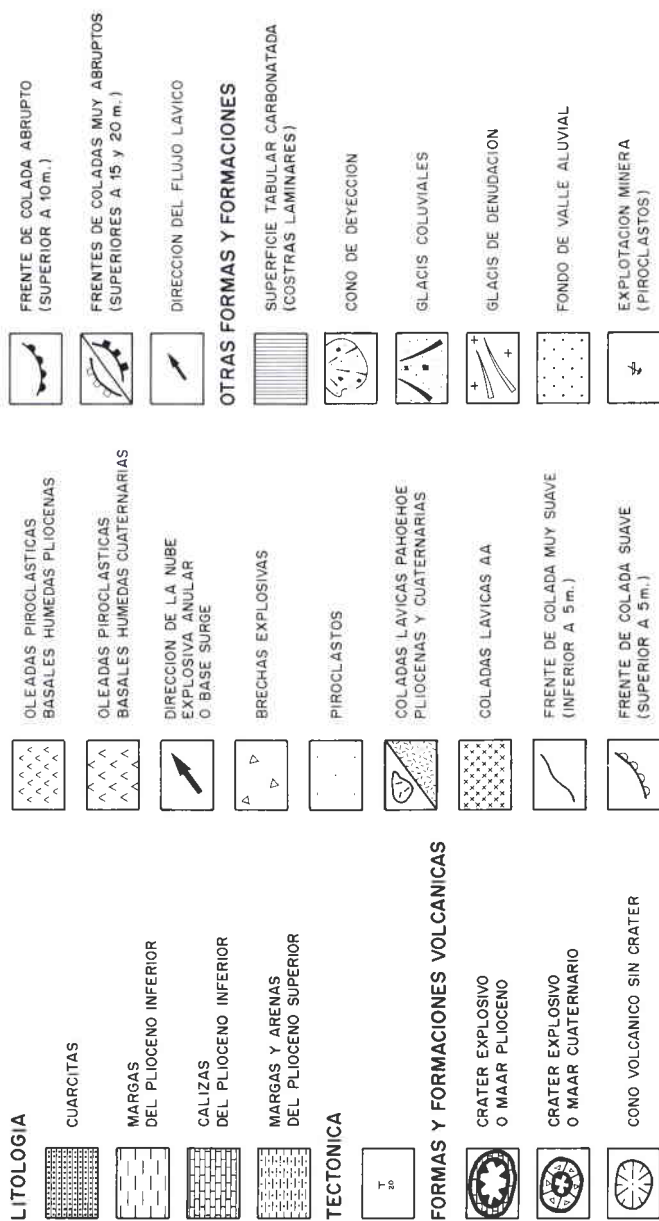 LITOLOGIA
CUARCITAS
MARGAS
DEL PLIOCENO INFERIOR
CALIZAS
DEL PLIOCENO INFERIOR
MARGAS Y ARENAS
DEL PLIOCENO SUPERIOR
TECTONICA
T
20
FORMAS Y FORMACIONES VOLCANICAS
CRATER EXPLOSIVO
O MAAR PLIOCENO
CRATER EXPLOSIVO
O MAAR CUATERNARIO
CONO VOLCANICO SIN CRATER
OLEADAS PIROCLASTICAS
BASALES HUMEDAS PLIOCENAS
OLEADAS PIROCLASTICAS
BASALES HUMEDAS CUATERNARIAS
DIRECCION DE LA NUBE
EXPLOSIVA ANULAR
O BASE SURGE
BRECHAS EXPLOSIVAS
PIROCLASTOS
COLADAS LAVICAS PAHOEHOE
PLIOCENAS Y CUATERNARIAS
COLADAS LAVICAS AA
FRENTE DE COLADA MUY SUAVE
(INFERIOR A 5m.)
FRENTE DE COLADA SUAVE
(SUPERIOR A 5m.)
FRENTE DE COLADA ABRUPTO
(SUPERIOR A 10m.)
FRENTES DE COLADAS MUY ABRUPTOS
(SUPERIORES A 15 y 20 m.)
DIRECCION DEL FLUJO LAVICO
OTRAS FORMAS Y FORMACIONES
SUPERFICIE TABULAR CARBONATADA
(COSTRAS LAMINARES)
CONO DE DEYECCION
GLACIS COLUVIALES
GLACIS DE DENUDACION
FONDO DE VALLE ALUVIAL
EXPLOTACION MINERA
(PIROCLASTOS)